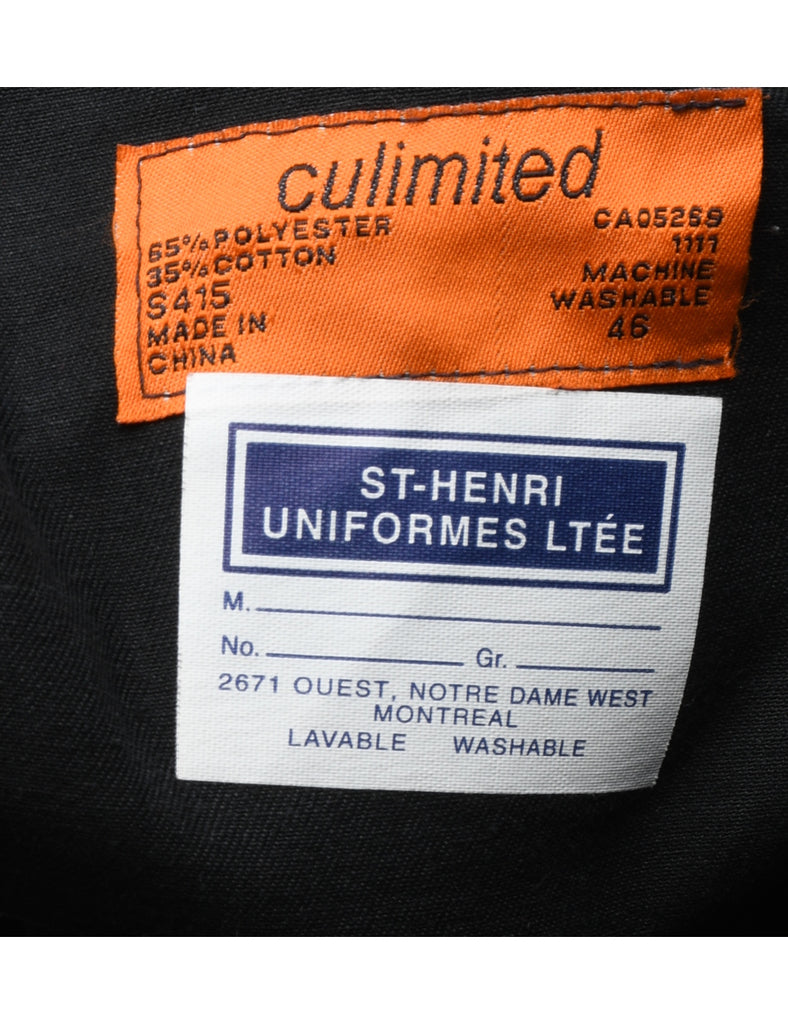 culimited
65% POLYESTER
35% COTTON
S415
MADE IN
CHINA
CA05269
1111
MACHINE
WASHABLE
46
ST-HENRI
UNIFORMES LTÉE
M.
No. Gr.
2671 OUEST, NOTRE DAME WEST
MONTREAL
LAVABLE WASHABLE